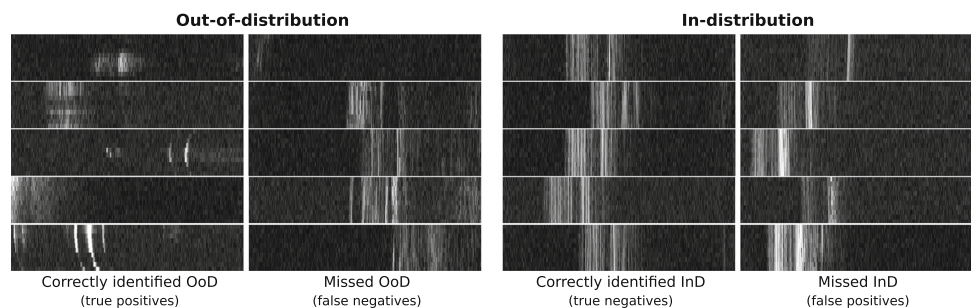 Out-of-distribution
In-distribution
Correctly identified OoD
(true positives)
Missed OoD
(false negatives)
Correctly identified InD
(true negatives)
Missed InD
(false positives)